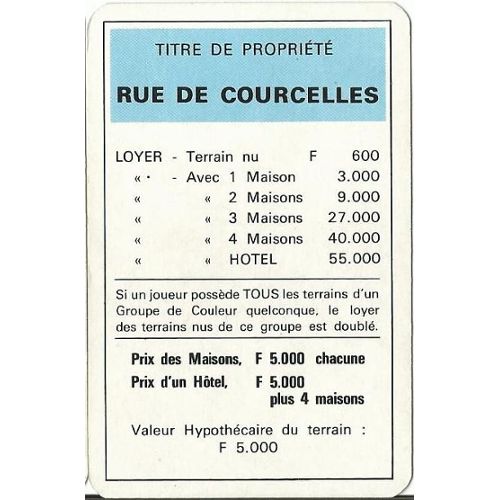 TITRE DE PROPRIÉTÉ
RUE DE COURCELLES
LOYER - Terrain nu F 600
« · - Avec 1 Maison 3.000
« « 2 Maisons 9.000
« « 3 Maisons 27.000
« « 4 Maisons 40.000
« « HOTEL 55.000
Si un joueur possède TOUS les terrains d'un
Groupe de Couleur quelconque, le loyer
des terrains nus de ce groupe est doublé.
Prix des Maisons, F 5.000 chacune
Prix d'un Hôtel, F 5.000
plus 4 maisons
Valeur Hypothécaire du terrain :
F 5.000